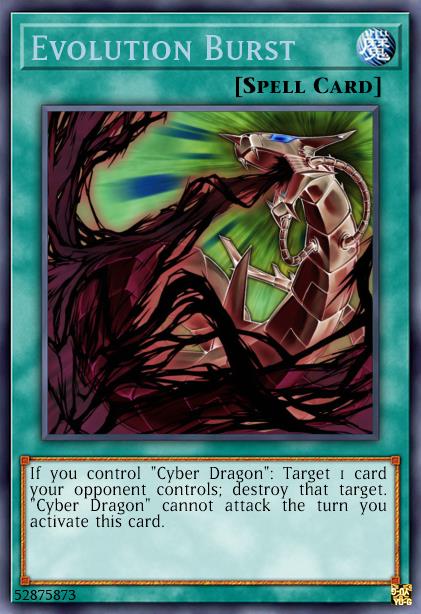 Evolution Burst
魔
[Spell Card]
If you control "Cyber Dragon": Target 1 card
your opponent controls; destroy that target.
"Cyber Dragon" cannot attack the turn you
activate this card.
52875873